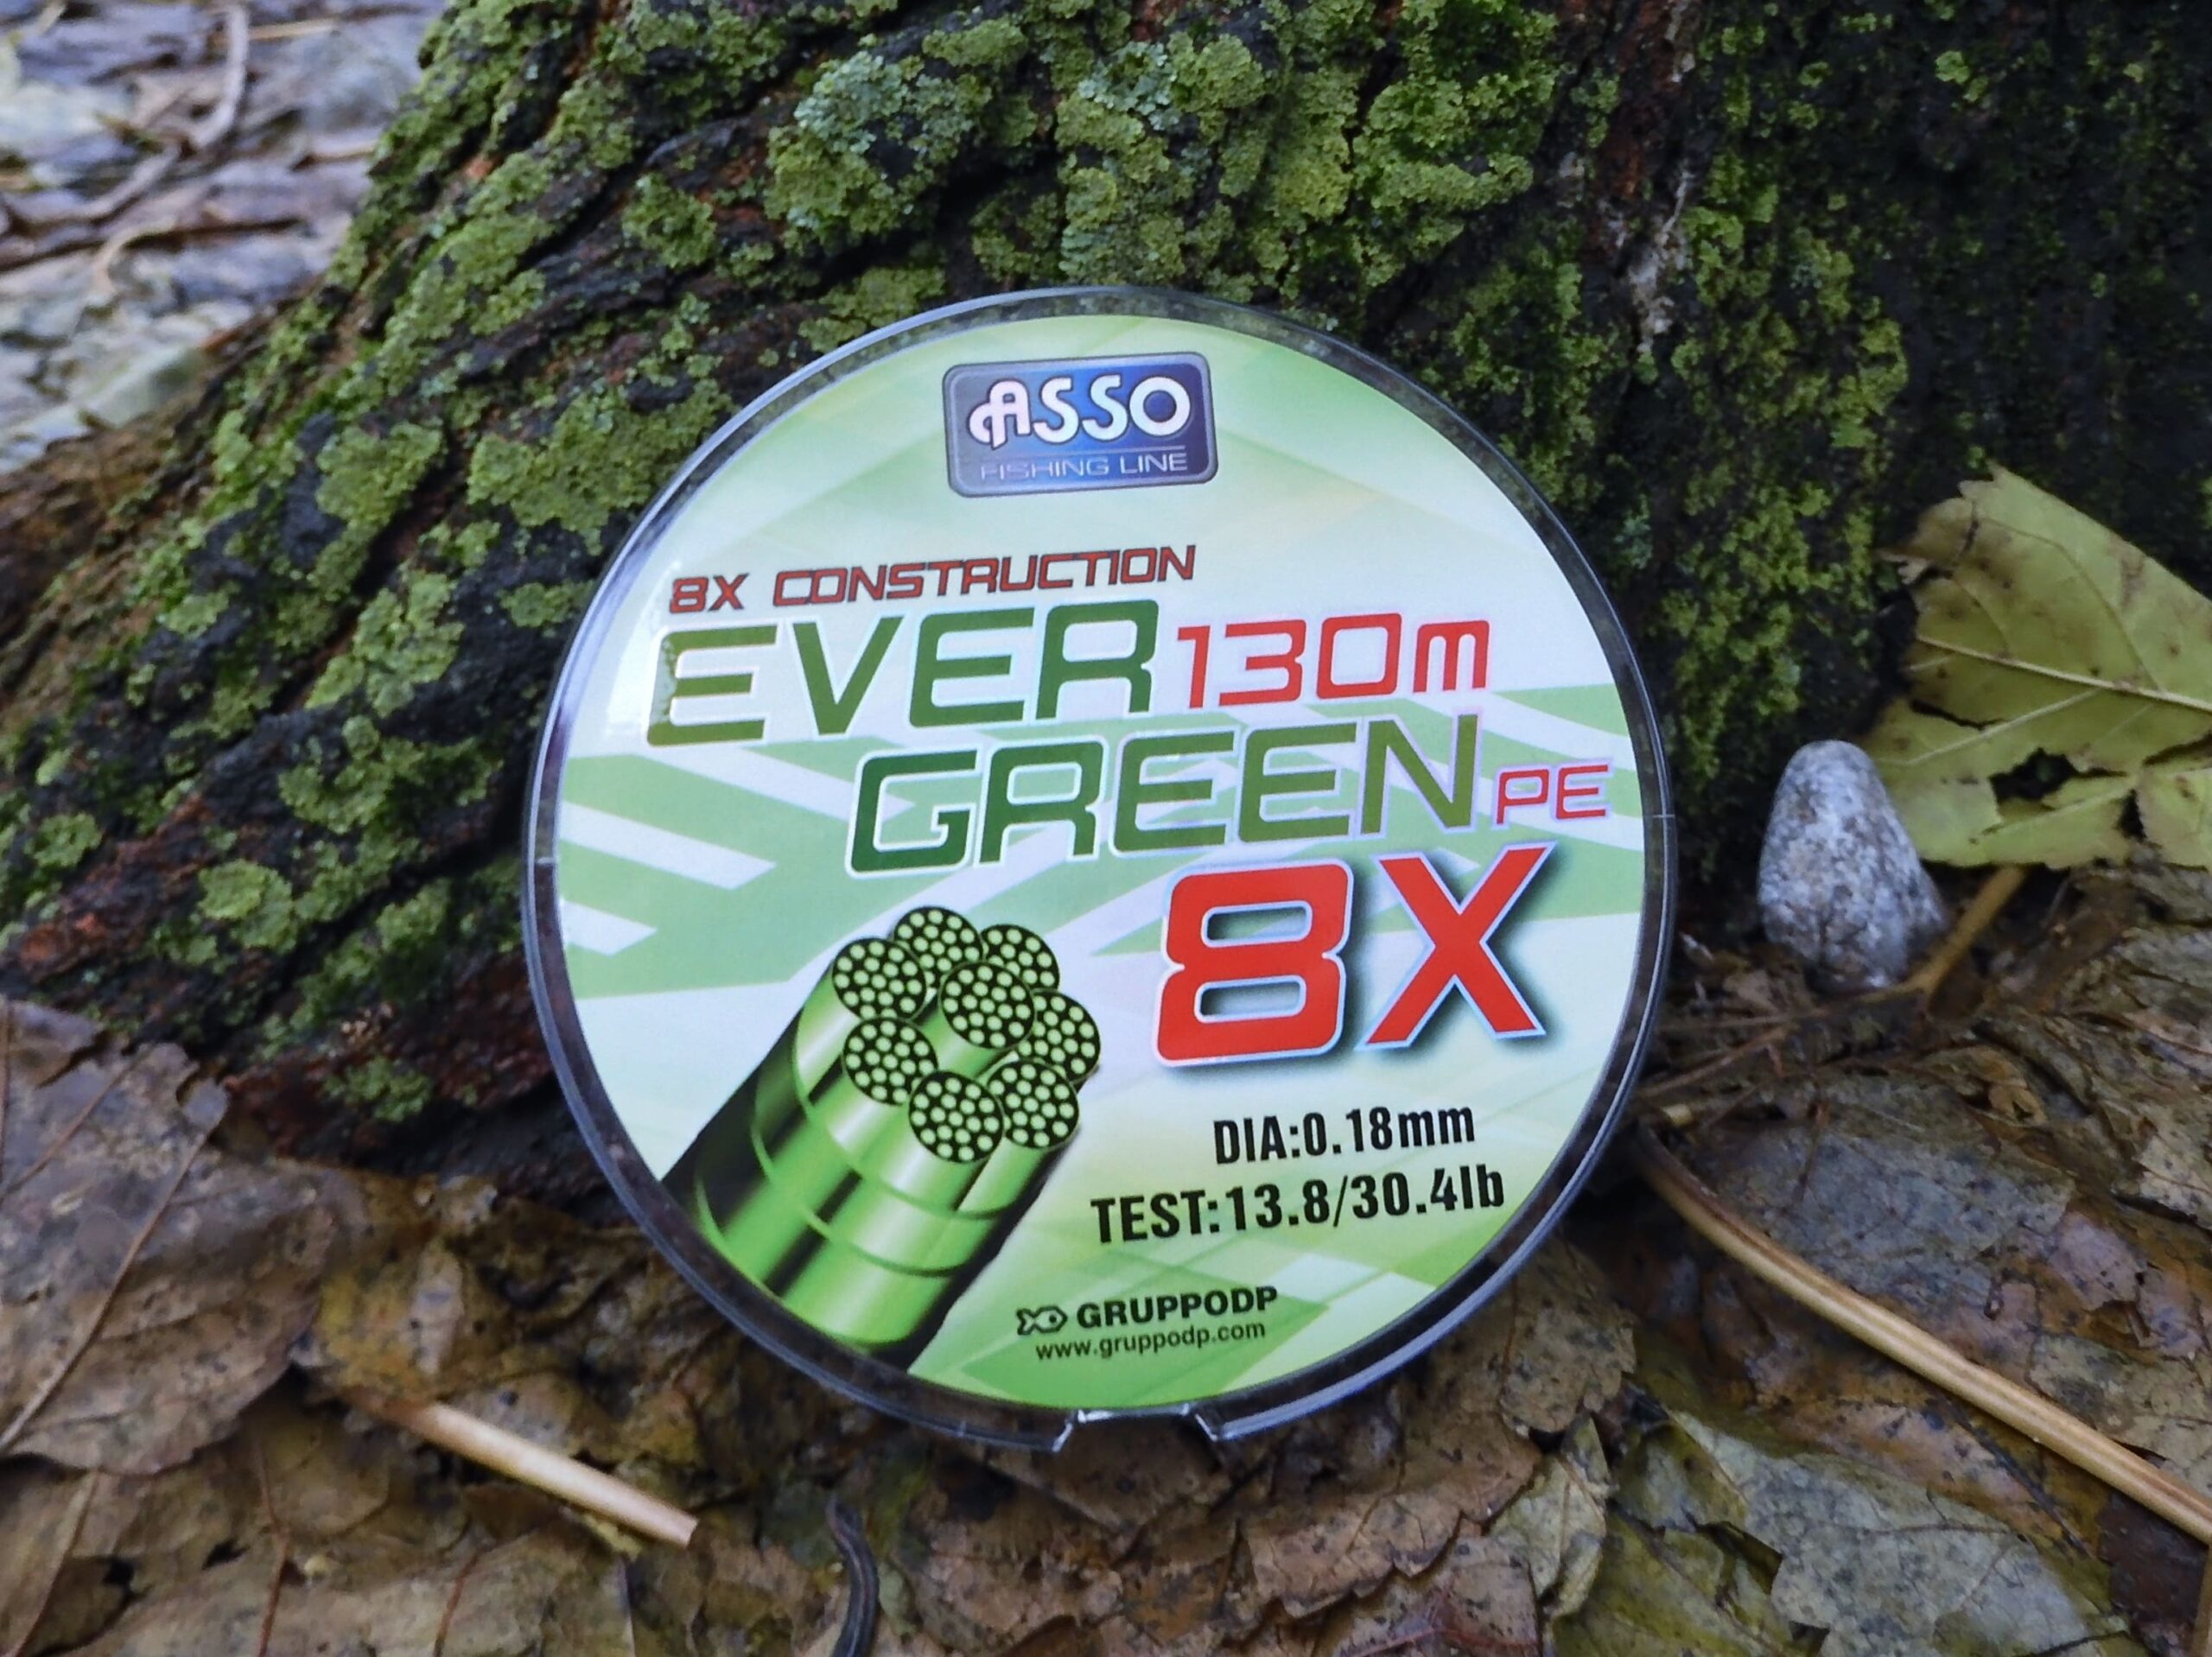 ASSO
FISHING LINE
8X CONSTRUCTION
EVER 130m
GREEN PE
8X
DIA:0.18mm
TEST:13.8/30.4lb
GRUPPODP
www.gruppodp.com